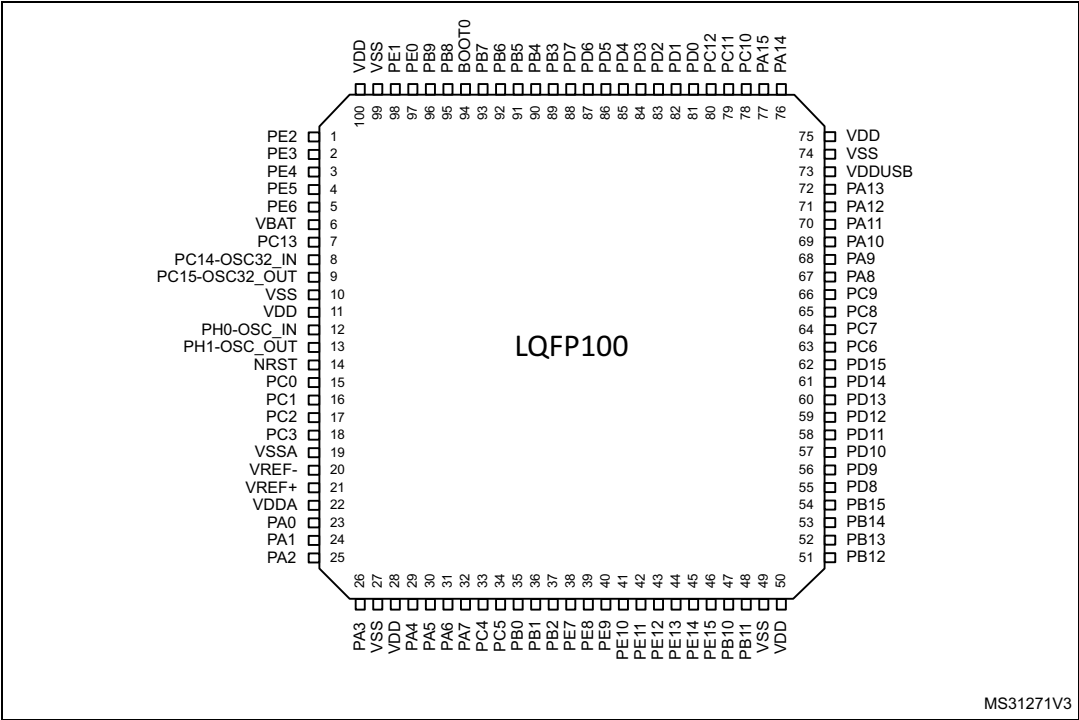 VDD VSS PE1 PE0 PB9 PB8 BOOT0 PB7 PB6 PB5 PB4 PB3 PD7 PD6 PD5 PD4 PD3 PD2 PD1 PD0 PC12 PC11 PC10 PA15 PA14
100 99 98 97 96 95 94 93 92 91 90 89 88 87 86 85 84 83 82 81 80 79 78 77 76
PE2 1 75 VDD
PE3 2 74 VSS
PE4 3 73 VDDUSB
PE5 4 72 PA13
PE6 5 71 PA12
VBAT 6 70 PA11
PC13 7 69 PA10
PC14-OSC32_IN 8 68 PA9
PC15-OSC32_OUT 9 67 PA8
VSS 10 66 PC9
VDD 11 65 PC8
PH0-OSC_IN 12 64 PC7
PH1-OSC_OUT 13 63 PC6
NRST 14 62 PD15
PC0 15 61 PD14
PC1 16 60 PD13
PC2 17 59 PD12
PC3 18 58 PD11
VSSA 19 57 PD10
VREF- 20 56 PD9
VREF+ 21 55 PD8
VDDA 22 54 PB15
PA0 23 53 PB14
PA1 24 52 PB13
PA2 25 51 PB12
LQFP100
26 27 28 29 30 31 32 33 34 35 36 37 38 39 40 41 42 43 44 45 46 47 48 49 50
PA3 VSS VDD PA4 PA5 PA6 PA7 PC4 PC5 PB0 PB1 PB2 PE7 PE8 PE9 PE10 PE11 PE12 PE13 PE14 PE15 PB10 PB11 VSS VDD
MS31271V3